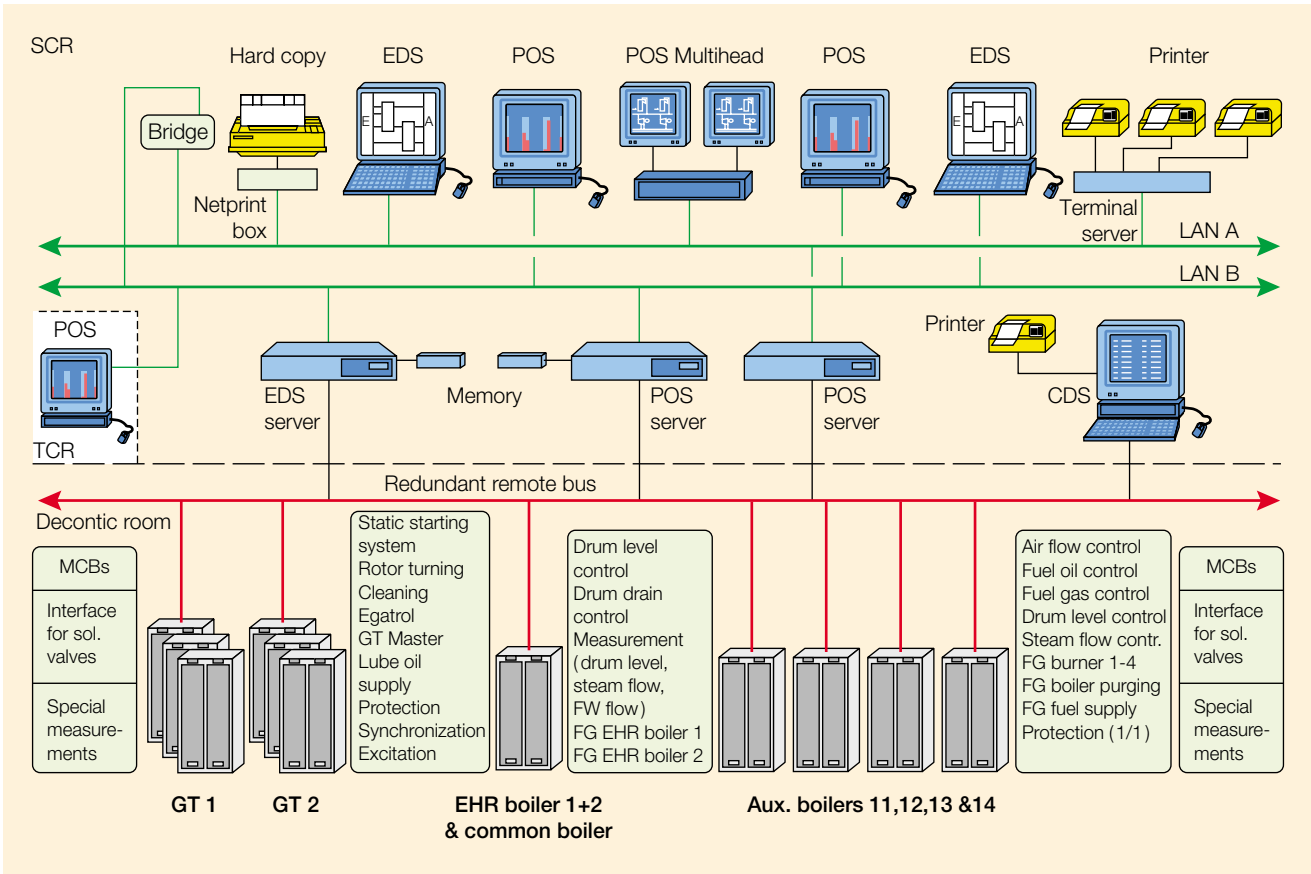 SCR
Hard copy
EDS
POS
POS Multihead
POS
EDS
Printer
Bridge
E
A
E
A
Netprint
box
Terminal
server
LAN A
LAN B
POS
TCR
EDS
server
Memory
POS
server
POS
server
Printer
CDS
Redundant remote bus
Decontic room
MCBs
Interface
for sol.
valves
Special
measure-
ments
Static starting
system
Rotor turning
Cleaning
Egatrol
GT Master
Lube oil
supply
Protection
Synchronization
Excitation
Drum level
control
Drum drain
control
Measurement
(drum level,
steam flow,
FW flow)
FG EHR boiler 1
FG EHR boiler 2
Air flow control
Fuel oil control
Fuel gas control
Drum level control
Steam flow contr.
FG burner 1-4
FG boiler purging
FG fuel supply
Protection (1/1)
MCBs
Interface
for sol.
valves
Special
measure-
ments
GT 1
GT 2
EHR boiler 1+2
& common boiler
Aux. boilers 11,12,13 &14